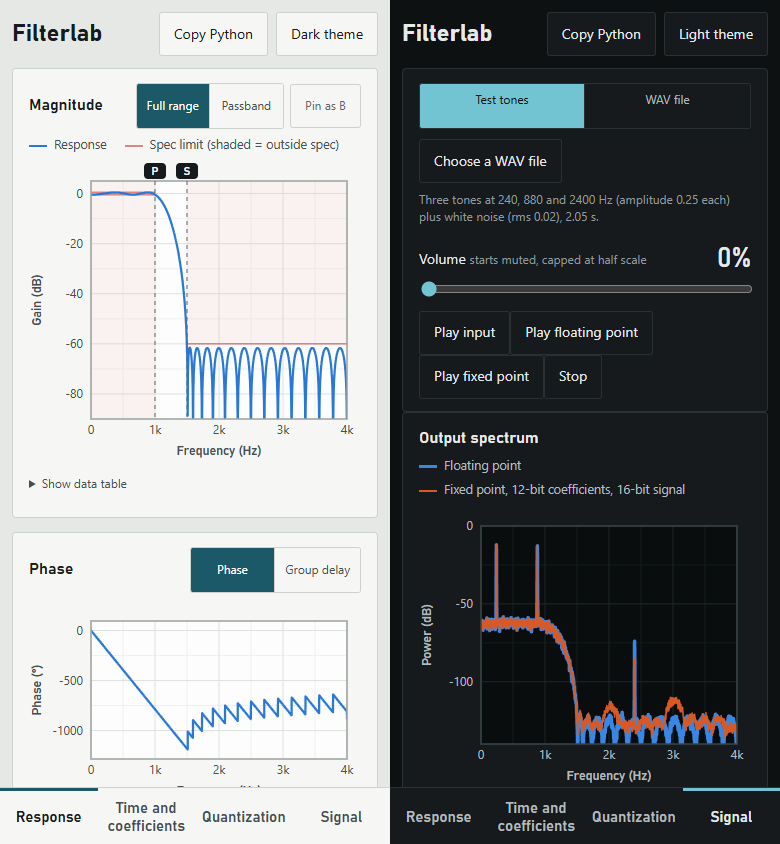 Filterlab
Copy Python
Dark theme
Magnitude
Full range
Passband
Pin as B
Response
Spec limit (shaded = outside spec)
P
S
0
-20
-40
-60
-80
Gain (dB)
0
1k
2k
3k
4k
Frequency (Hz)
Show data table
Phase
Phase
Group delay
0
-500
-1000
Phase (°)
0
1k
2k
3k
4k
Response
Time and
coefficients
Quantization
Signal
Filterlab
Copy Python
Light theme
Test tones
WAV file
Choose a WAV file
Three tones at 240, 880 and 2400 Hz (amplitude 0.25 each)
plus white noise (rms 0.02), 2.05 s.
Volume starts muted, capped at half scale
0%
Play input
Play floating point
Play fixed point
Stop
Output spectrum
Floating point
Fixed point, 12-bit coefficients, 16-bit signal
0
-50
-100
Power (dB)
0
1k
2k
3k
4k
Frequency (Hz)
Response
Time and
coefficients
Quantization
Signal